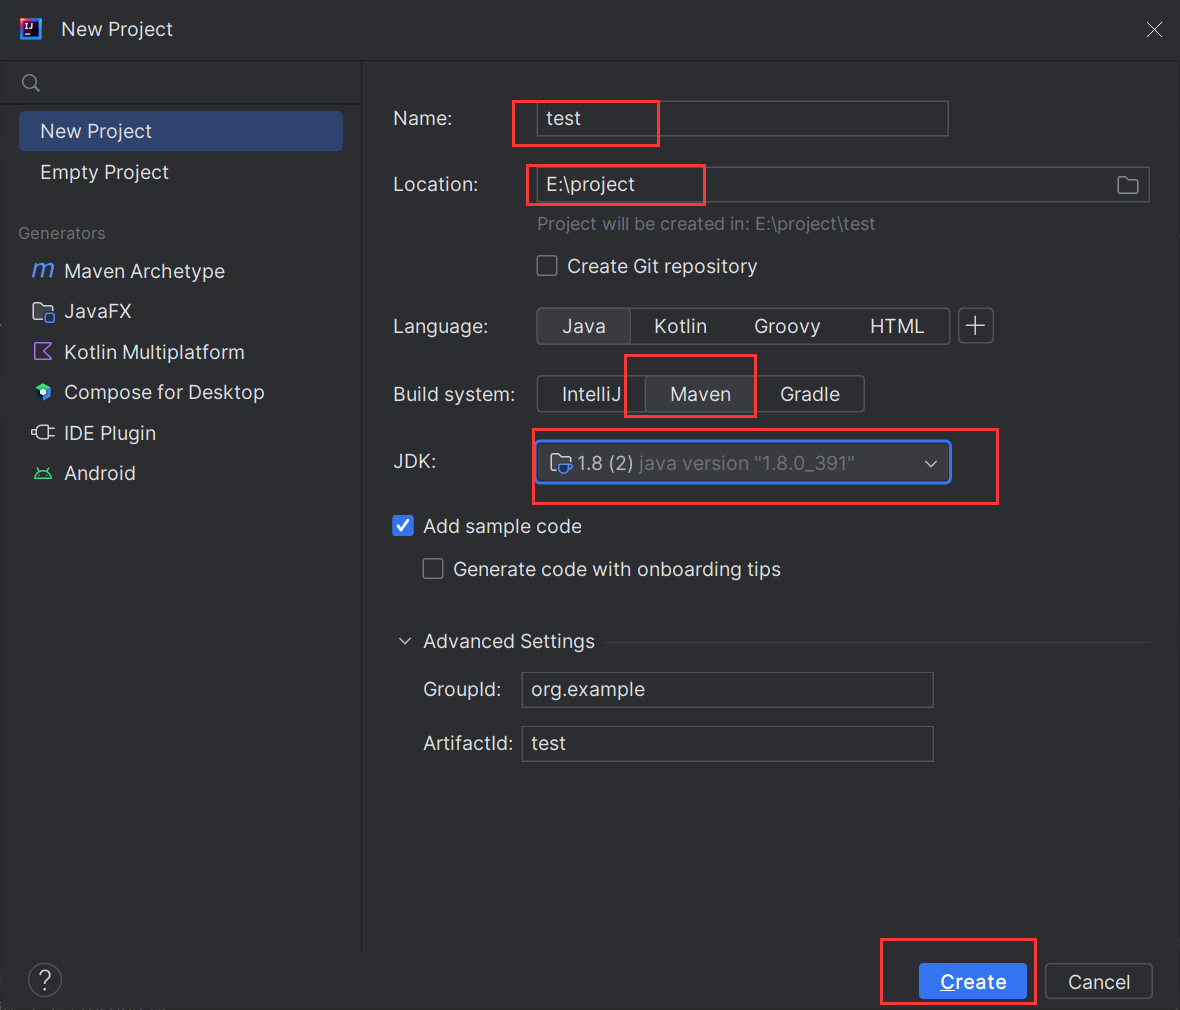 New Project
New Project
Empty Project
Generators
Maven Archetype
JavaFX
Kotlin Multiplatform
Compose for Desktop
IDE Plugin
Android
Name: test
Location: E:\project
Project will be created in: E:\project\test
Create Git repository
Language: Java Kotlin Groovy HTML
Build system: IntelliJ Maven Gradle
JDK: 1.8 (2) java version "1.8.0_391"
Add sample code
Generate code with onboarding tips
Advanced Settings
GroupId: org.example
ArtifactId: test
? Create Cancel